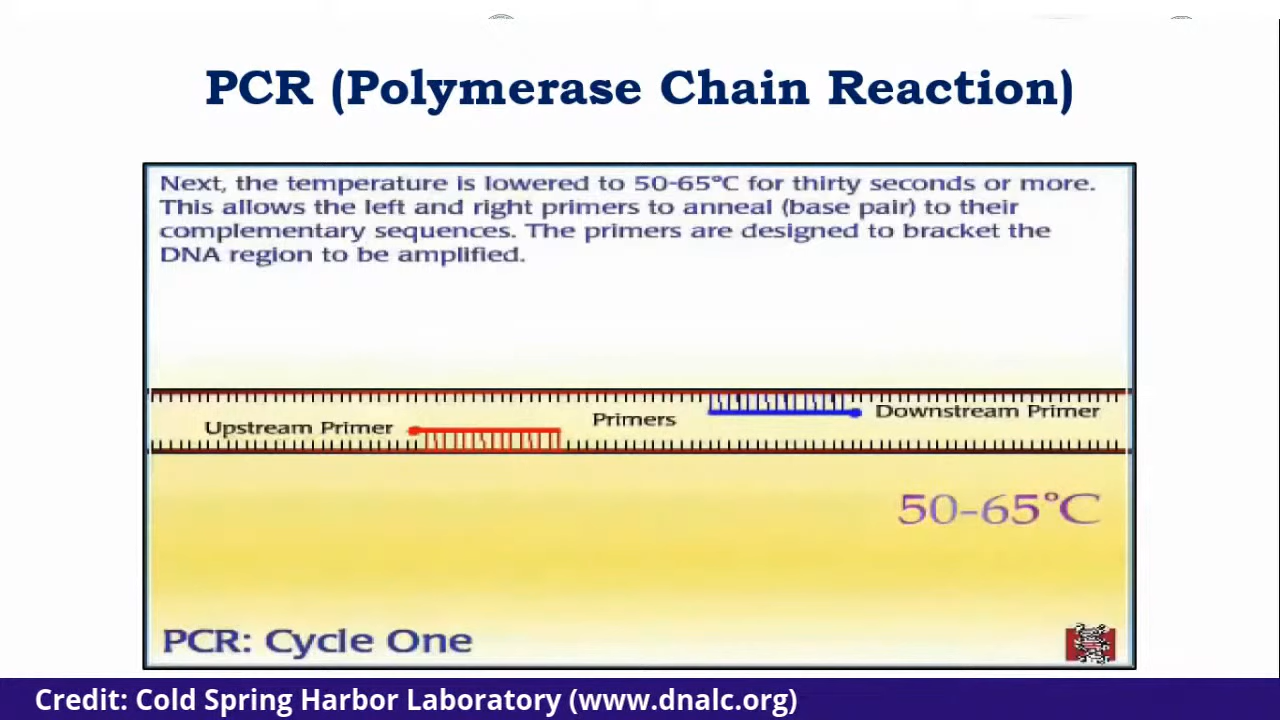 PCR (Polymerase Chain Reaction)
Next, the temperature is lowered to 50-65°C for thirty seconds or more.
This allows the left and right primers to anneal (base pair) to their
complementary sequences. The primers are designed to bracket the
DNA region to be amplified.
Upstream Primer
Primers
Downstream Primer
50-65°C
PCR: Cycle One
Credit: Cold Spring Harbor Laboratory (www.dnalc.org)